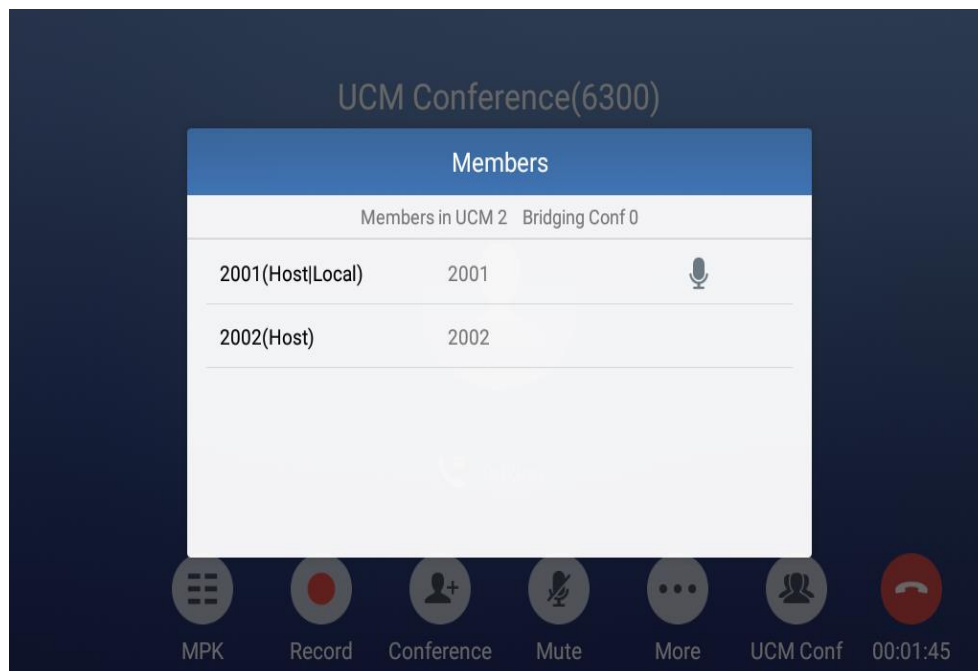 UCM Conference(6300)
Members
Members in UCM 2 Bridging Conf 0
2001(Host|Local) 2001
2002(Host) 2002
MPK Record Conference Mute More UCM Conf 00:01:45